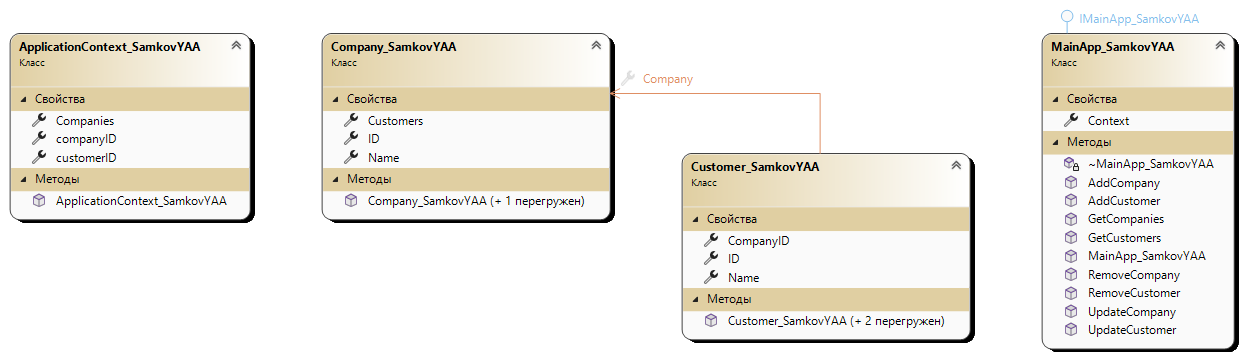 ApplicationContext_SamkovYAA
Класс
Свойства
Companies
companyID
customerID
Методы
ApplicationContext_SamkovYAA
Company_SamkovYAA
Класс
Свойства
Customers
ID
Name
Методы
Company_SamkovYAA (+ 1 перегружен)
Company
Customer_SamkovYAA
Класс
Свойства
CompanyID
ID
Name
Методы
Customer_SamkovYAA (+ 2 перегружен)
IMainApp_SamkovYAA
MainApp_SamkovYAA
Класс
Свойства
Context
Методы
~MainApp_SamkovYAA
AddCompany
AddCustomer
GetCompanies
GetCustomers
MainApp_SamkovYAA
RemoveCompany
RemoveCustomer
UpdateCompany
UpdateCustomer